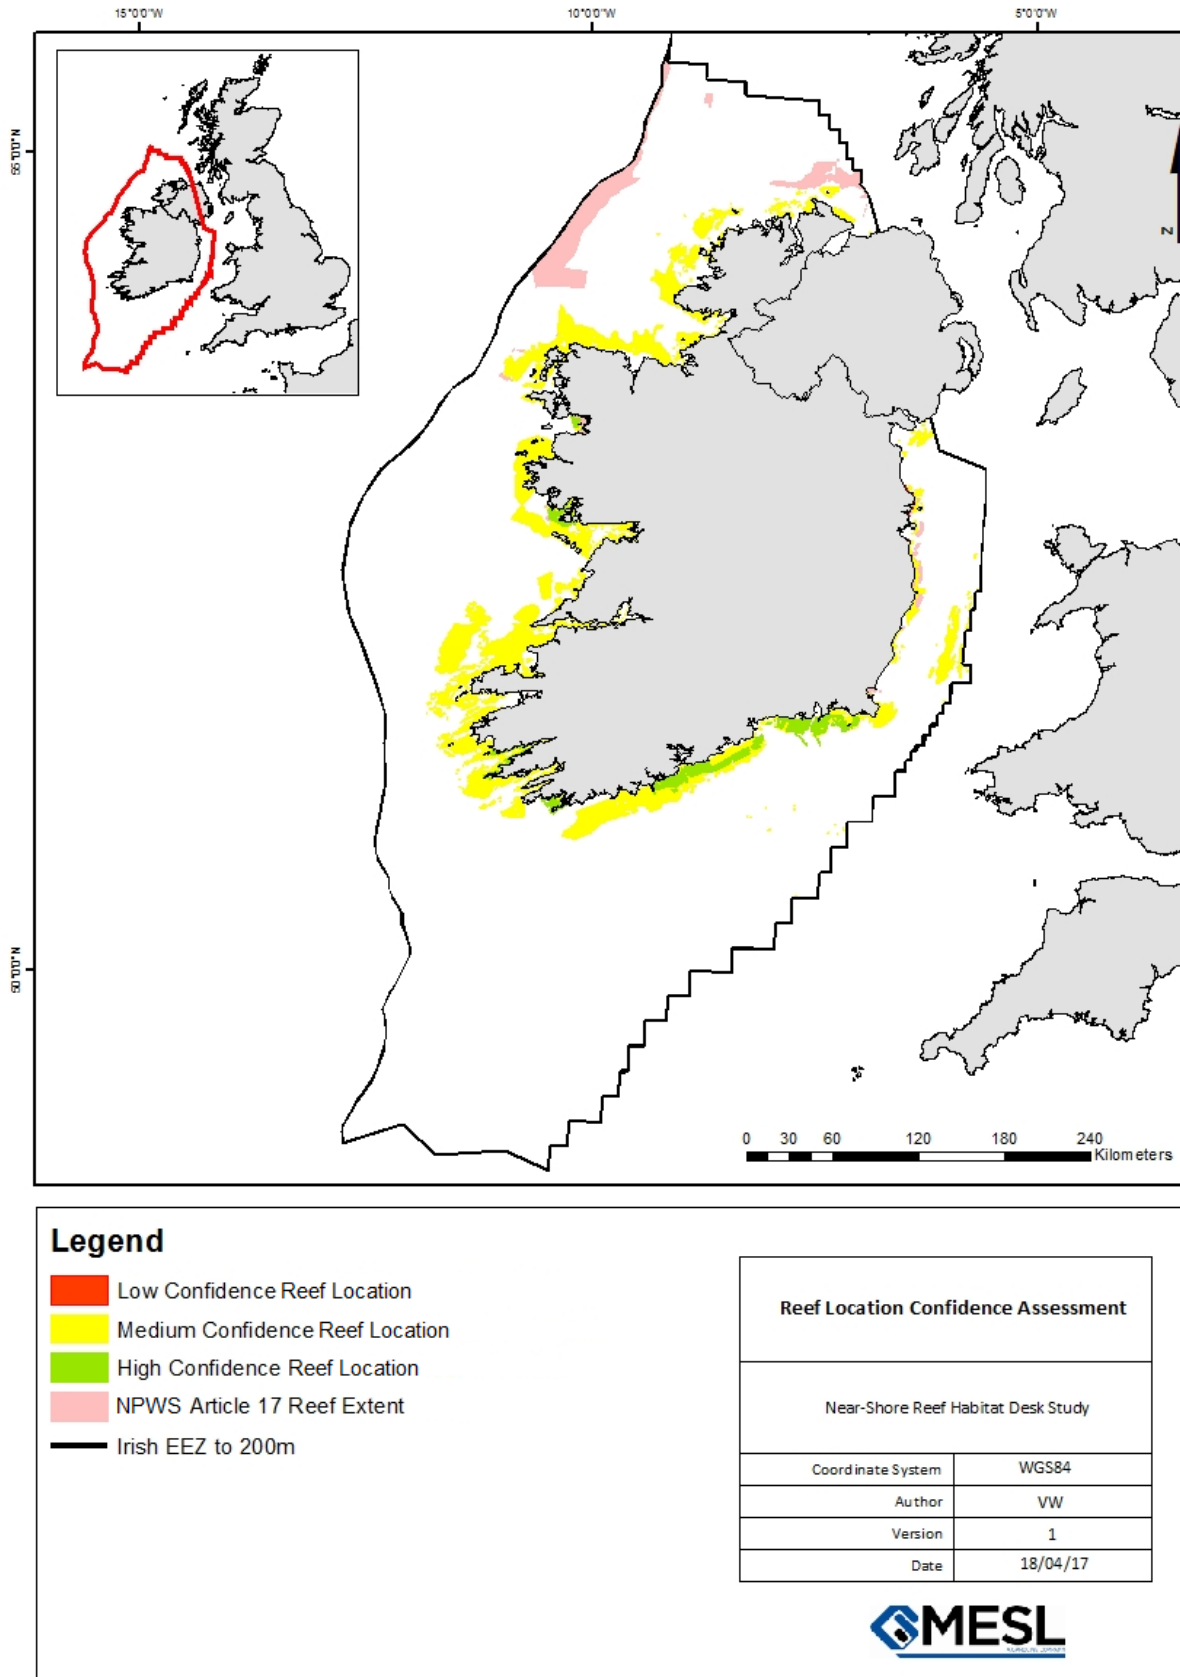 15°0'0"W 10°0'0"W 5°0'0"W
55°0'0"N
N
50°0'0"N
0 30 60 120 180 240
Kilometers
Legend
Low Confidence Reef Location
Medium Confidence Reef Location
High Confidence Reef Location
NPWS Article 17 Reef Extent
Irish EEZ to 200m
Reef Location Confidence Assessment
Near-Shore Reef Habitat Desk Study
Coordinate System WGS84
Author VW
Version 1
Date 18/04/17
MESL